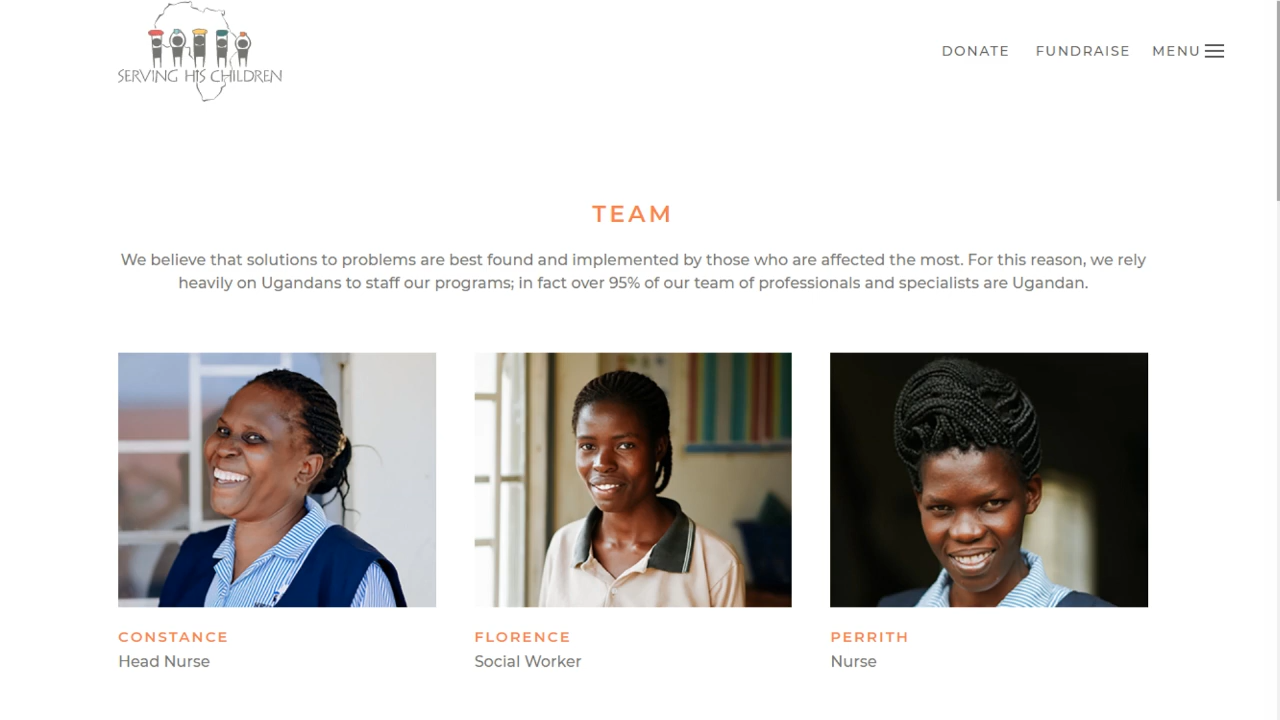 SERVING HIS CHILDREN
DONATE FUNDRAISE MENU
TEAM
We believe that solutions to problems are best found and implemented by those who are affected the most. For this reason, we rely
heavily on Ugandans to staff our programs; in fact over 95% of our team of professionals and specialists are Ugandan.
CONSTANCE
Head Nurse
FLORENCE
Social Worker
PERRITH
Nurse